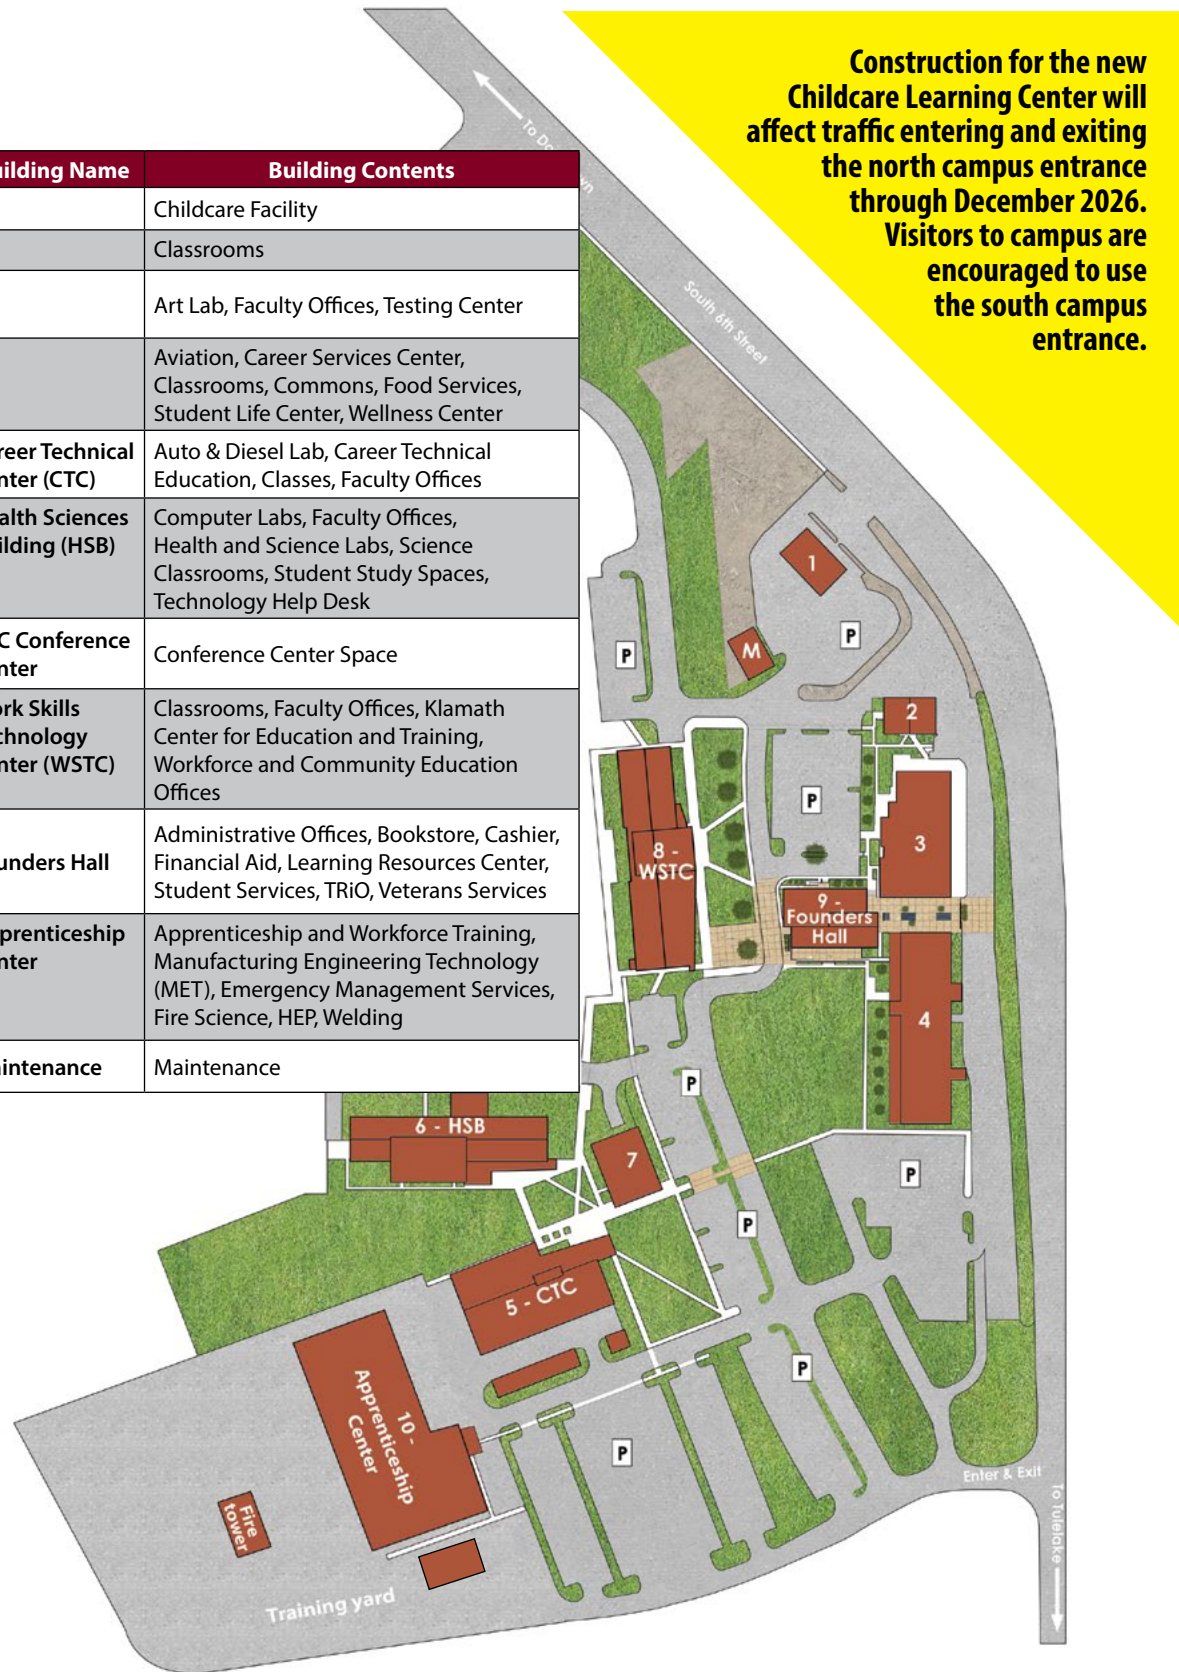 Construction for the new
Childcare Learning Center will
affect traffic entering and exiting
the north campus entrance
through December 2026.
Visitors to campus are
encouraged to use
the south campus
entrance.
uilding Name
Building Contents
Childcare Facility
Classrooms
Art Lab, Faculty Offices, Testing Center
Aviation, Career Services Center,
Classrooms, Commons, Food Services,
Student Life Center, Wellness Center
reer Technical
nter (CTC)
Auto & Diesel Lab, Career Technical
Education, Classes, Faculty Offices
alth Sciences
ilding (HSB)
Computer Labs, Faculty Offices,
Health and Science Labs, Science
Classrooms, Student Study Spaces,
Technology Help Desk
C Conference
nter
Conference Center Space
ork Skills
chnology
nter (WSTC)
Classrooms, Faculty Offices, Klamath
Center for Education and Training,
Workforce and Community Education
Offices
unders Hall
Administrative Offices, Bookstore, Cashier,
Financial Aid, Learning Resources Center,
Student Services, TRiO, Veterans Services
prenticeship
nter
Apprenticeship and Workforce Training,
Manufacturing Engineering Technology
(MET), Emergency Management Services,
Fire Science, HEP, Welding
aintenance
Maintenance
To Do
wn
South 6th Street
1
P
P
M
2
P
3
8 -
WSTC
9 -
Founders
Hall
4
P
6 - HSB
7
P
P
5 - CTC
P
10 -
Apprenticeship
Center
P
Enter & Exit
To Tulelake
Fire
tower
Training yard